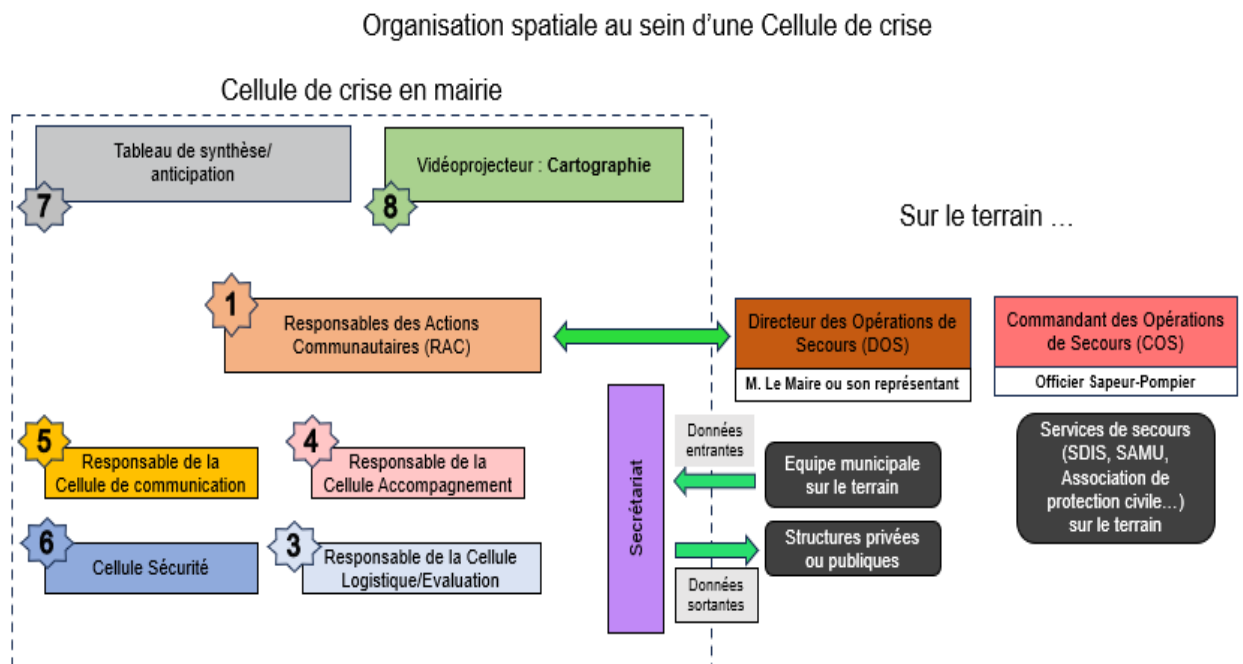 Organisation spatiale au sein d’une Cellule de crise
Cellule de crise en mairie
Tableau de synthèse/
anticipation
7
Vidéoprojecteur : Cartographie
8
Sur le terrain …
1
Responsables des Actions
Communautaires (RAC)
Directeur des Opérations de
Secours (DOS)
M. Le Maire ou son représentant
Commandant des Opérations
de Secours (COS)
Officier Sapeur-Pompier
5
Responsable de la
Cellule de communication
4
Responsable de la
Cellule Accompagnement
6
Cellule Sécurité
3
Responsable de la Cellule
Logistique/Evaluation
Secrétariat
Données
entrantes
Equipe municipale
sur le terrain
Structures privées
ou publiques
Données
sortantes
Services de secours
(SDIS, SAMU,
Association de
protection civile…)
sur le terrain